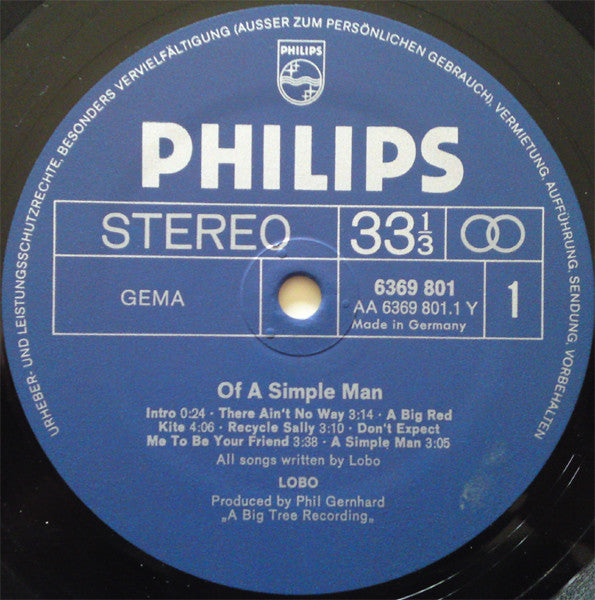 URHEBER- UND LEISTUNGSSCHUTZRECHTE, BESONDERS VERVIELFÄLTIGUNG (AUSSER ZUM PERSÖNLICHEN GEBRAUCH), VERMIETUNG, AUFFÜHRUNG, SENDUNG, VORBEHALTEN
PHILIPS
PHILIPS
STEREO 33 1/3
GEMA
6369 801
AA 6369 801.1 Y
Made in Germany
1
Of A Simple Man
Intro 0:24 · There Ain't No Way 3:14 · A Big Red
Kite 4:06 · Recycle Sally 3:10 · Don't Expect
Me To Be Your Friend 3:38 · A Simple Man 3:05
All songs written by Lobo
LOBO
Produced by Phil Gernhard
„A Big Tree Recording„